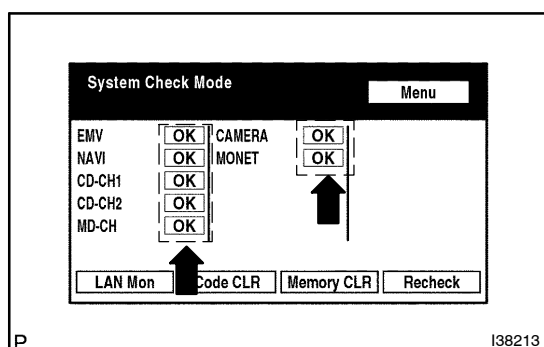 System Check Mode
Menu
EMV OK CAMERA OK
NAVI OK MONET OK
CD-CH1 OK
CD-CH2 OK
MD-CH OK
LAN Mon Code CLR Memory CLR Recheck
P I38213